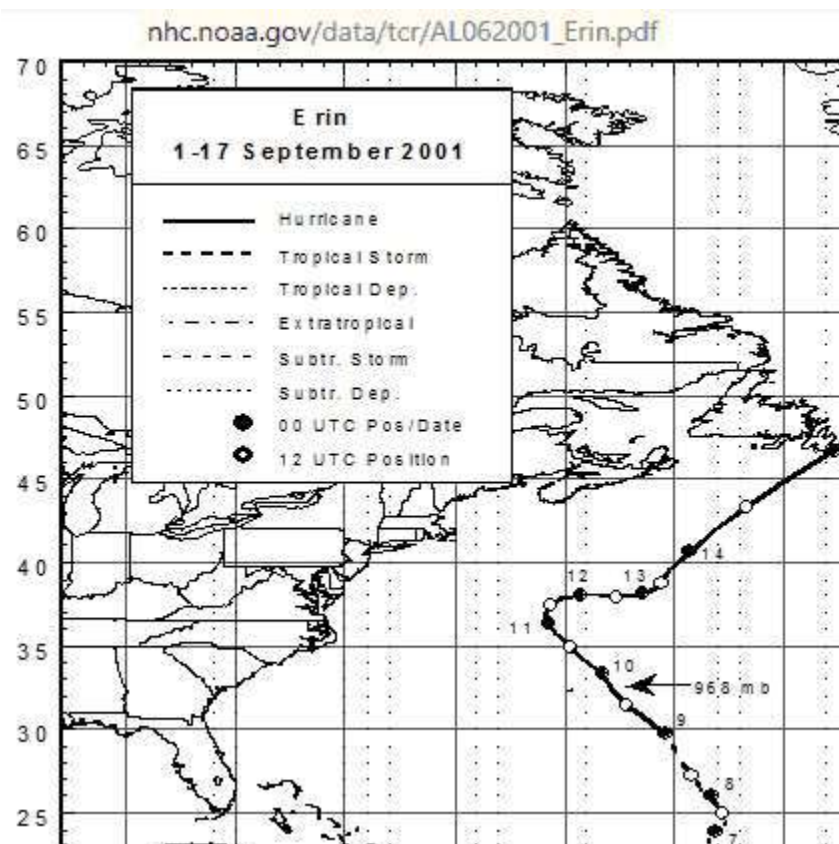 nhc.noaa.gov/data/tcr/AL062001_Erin.pdf
70
Erin
1-17 September 2001
65
Hurricane
60
Tropical Storm
Tropical Dep.
55
Extratropical
Subtr. Storm
Subtr. Dep.
50
00 UTC Pos/Date
12 UTC Position
45
14
40
12
13
11
35
10
968 mb
9
30
8
25
7